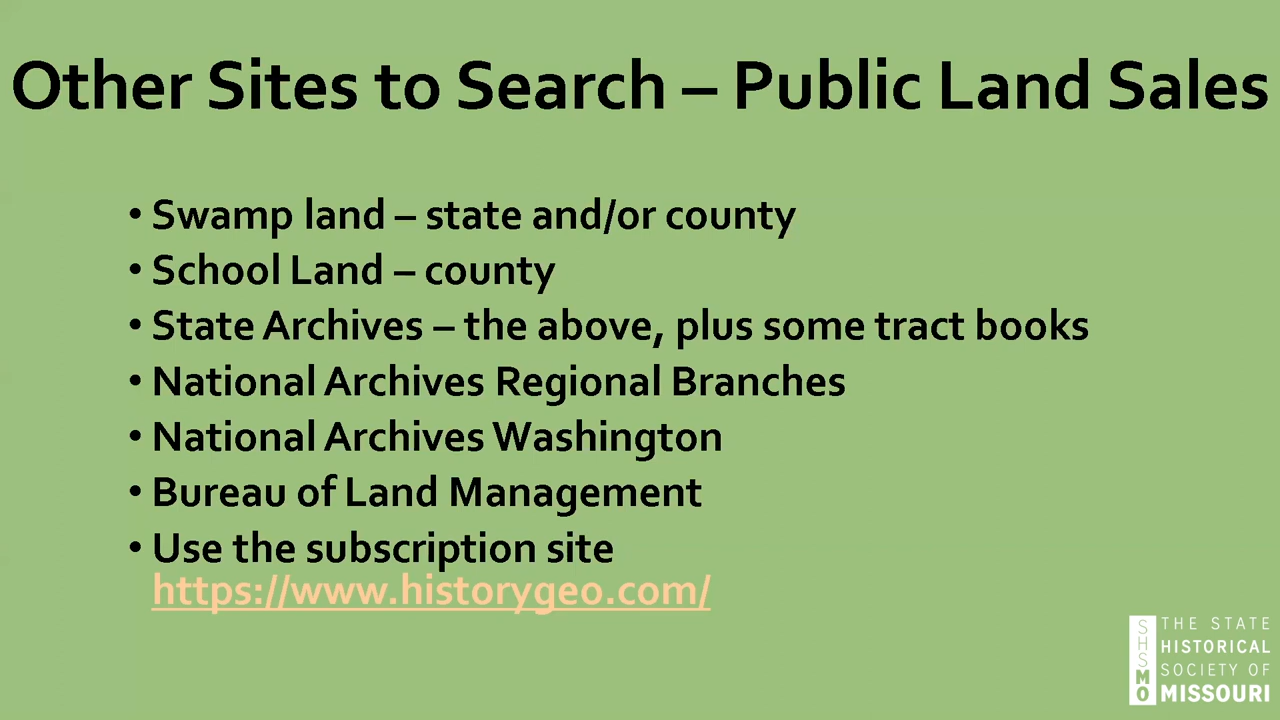 Other Sites to Search – Public Land Sales
• Swamp land – state and/or county
• School Land – county
• State Archives – the above, plus some tract books
• National Archives Regional Branches
• National Archives Washington
• Bureau of Land Management
• Use the subscription site
https://www.historygeo.com/
SHSMO
THE STATE
HISTORICAL
SOCIETY OF
MISSOURI